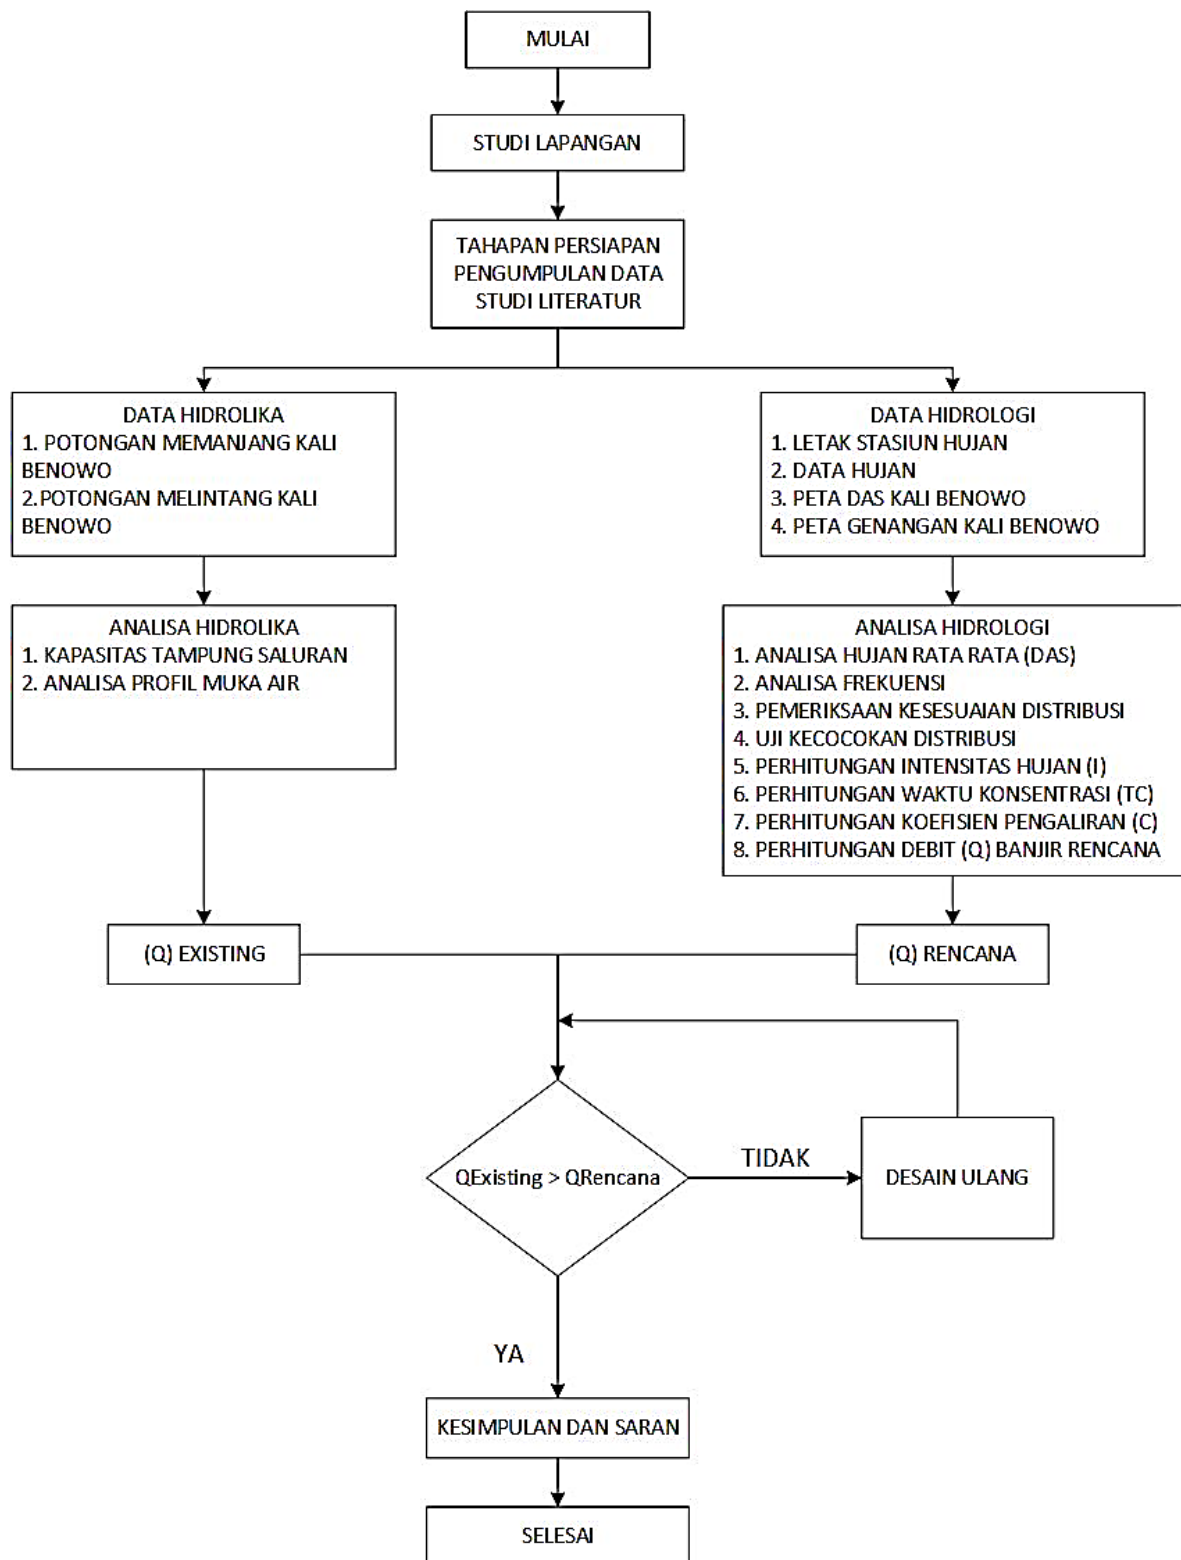 MULAI
STUDI LAPANGAN
TAHAPAN PERSIAPAN
PENGUMPULAN DATA
STUDI LITERATUR
DATA HIDROLIKA
1. POTONGAN MEMANJANG KALI
BENOWO
2.POTONGAN MELINTANG KALI
BENOWO
DATA HIDROLOGI
1. LETAK STASIUN HUJAN
2. DATA HUJAN
3. PETA DAS KALI BENOWO
4. PETA GENANGAN KALI BENOWO
ANALISA HIDROLIKA
1. KAPASITAS TAMPUNG SALURAN
2. ANALISA PROFIL MUKA AIR
ANALISA HIDROLOGI
1. ANALISA HUJAN RATA RATA (DAS)
2. ANALISA FREKUENSI
3. PEMERIKSAAN KESESUAIAN DISTRIBUSI
4. UJI KECOCOKAN DISTRIBUSI
5. PERHITUNGAN INTENSITAS HUJAN (I)
6. PERHITUNGAN WAKTU KONSENTRASI (TC)
7. PERHITUNGAN KOEFISIEN PENGALIRAN (C)
8. PERHITUNGAN DEBIT (Q) BANJIR RENCANA
(Q) EXISTING
(Q) RENCANA
QExisting > QRencana
TIDAK
DESAIN ULANG
YA
KESIMPULAN DAN SARAN
SELESAI